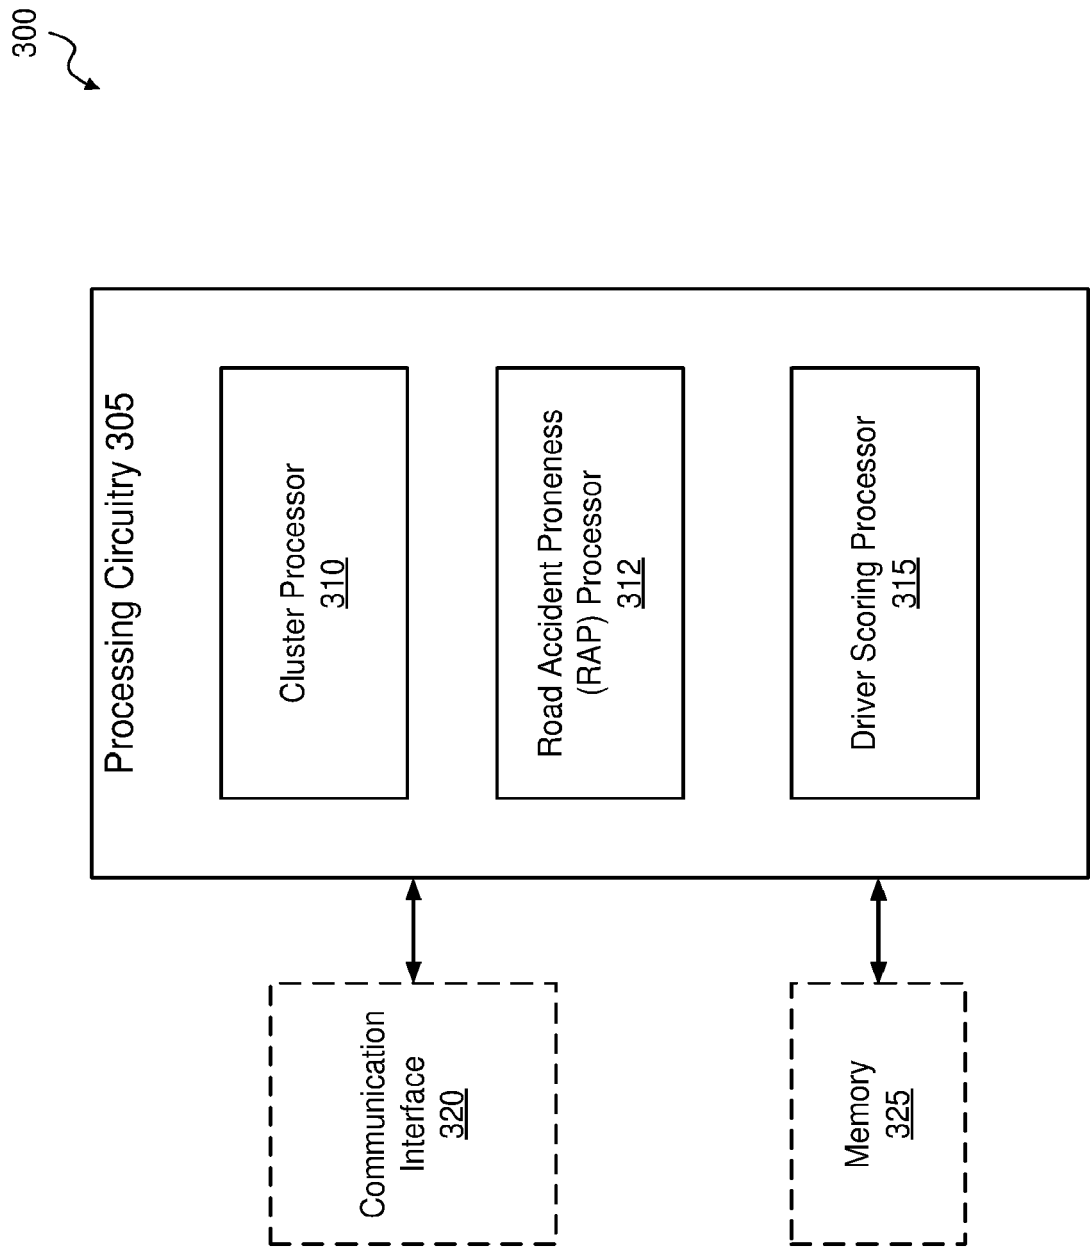 300
Processing Circuitry 305
Cluster Processor
310
Road Accident Proneness
(RAP) Processor
312
Driver Scoring Processor
315
Communication
Interface
320
Memory
325